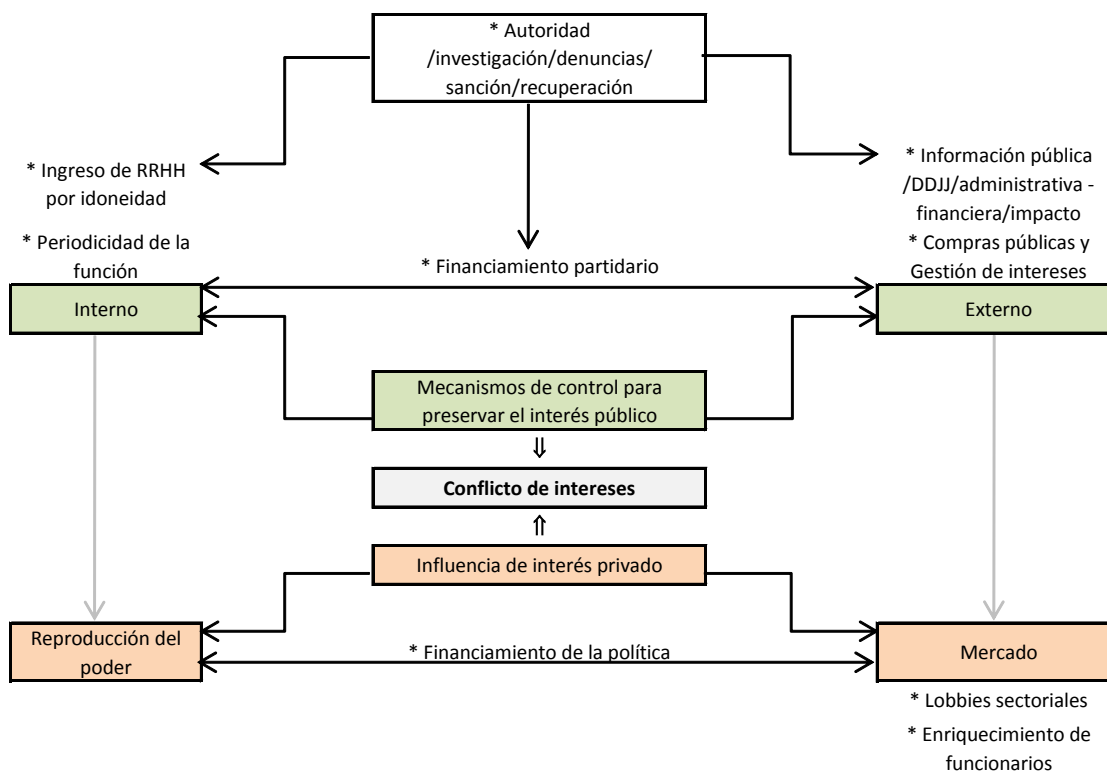 * Autoridad
/investigación/denuncias/
sanción/recuperación
* Ingreso de RRHH
por idoneidad
* Periodicidad de la
función
* Información pública
/DDJJ/administrativa -
financiera/impacto
* Compras públicas y
Gestión de intereses
* Financiamiento partidario
Interno
Externo
Mecanismos de control para
preservar el interés público
⇓
Conflicto de intereses
⇑
Influencia de interés privado
Reproducción del
poder
* Financiamiento de la política
Mercado
* Lobbies sectoriales
* Enriquecimiento de
funcionarios